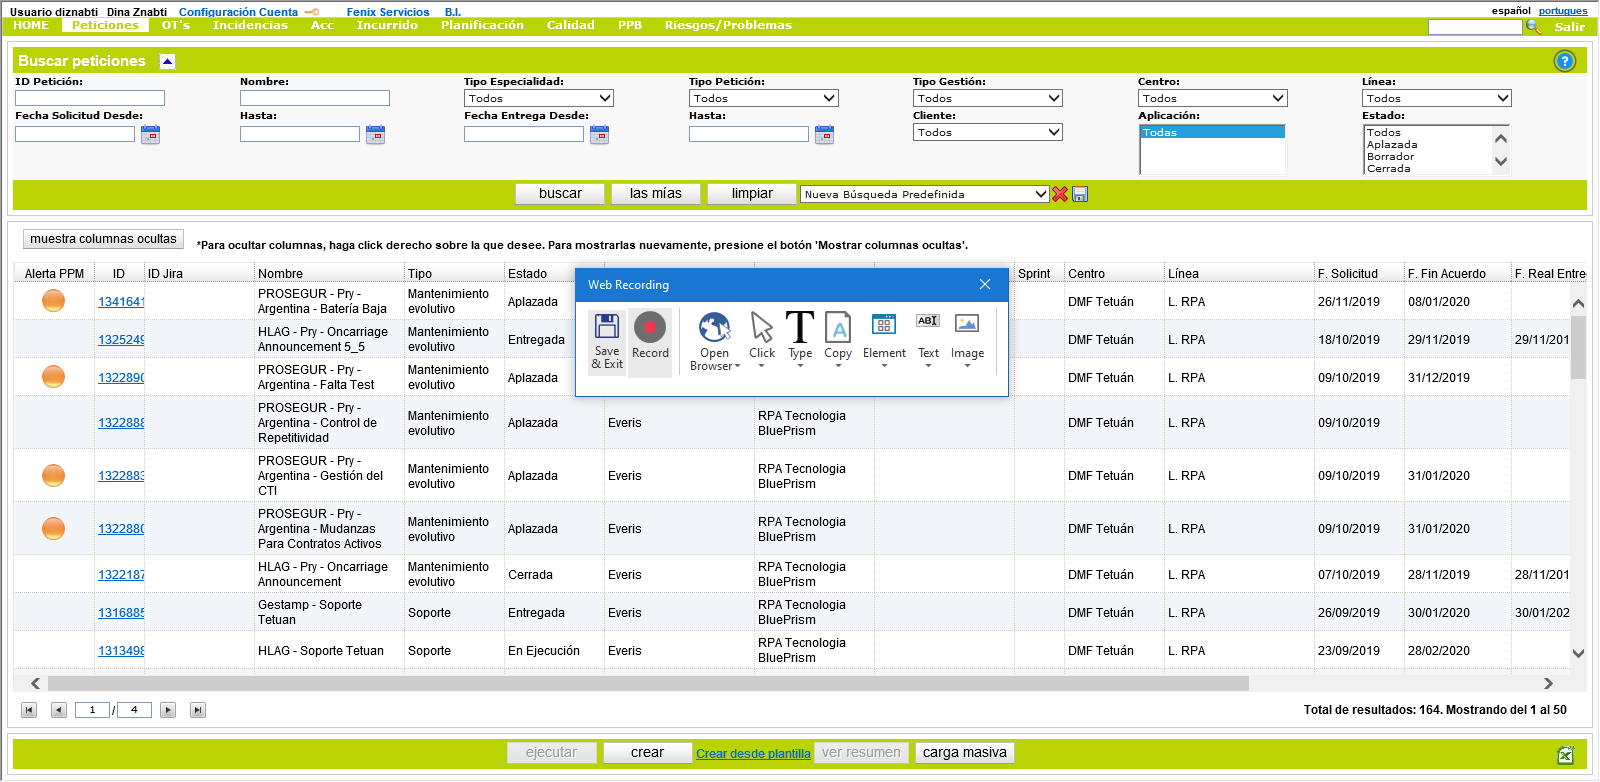 Usuario diznabti Dina Znabti Configuración Cuenta Fenix Servicios B.I. español portugues
HOME Peticiones OT's Incidencias Acc Incurrido Planificación Calidad PPB Riesgos/Problemas Salir
Buscar peticiones
ID Petición: Nombre: Tipo Especialidad: Tipo Petición: Tipo Gestión: Centro: Línea:
Todos Todos Todos Todos Todos
Fecha Solicitud Desde: Hasta: Fecha Entrega Desde: Hasta: Cliente: Aplicación: Estado:
Todos Todas Todos
Aplazada
Borrador
Cerrada
buscar las mías limpiar Nueva Búsqueda Predefinida
muestra columnas ocultas *Para ocultar columnas, haga click derecho sobre la que desee. Para mostrarlas nuevamente, presione el botón 'Mostrar columnas ocultas'.
Alerta PPM ID ID Jira Nombre Tipo Estado Sprint Centro Línea F. Solicitud F. Fin Acuerdo F. Real Entre
1341641 PROSEGUR - Pry - Argentina - Batería Baja Mantenimiento evolutivo Aplazada DMF Tetuán L. RPA 26/11/2019 08/01/2020
1325249 HLAG - Pry - Oncarriage Announcement 5_5 Mantenimiento evolutivo Entregada DMF Tetuán L. RPA 18/10/2019 29/11/2019 29/11/201
1322890 PROSEGUR - Pry - Argentina - Falta Test Mantenimiento evolutivo Aplazada DMF Tetuán L. RPA 09/10/2019 31/12/2019
Web Recording
Save & Exit Record Open Browser Click Type Copy Element Text Image
1322888 PROSEGUR - Pry - Argentina - Control de Repetitividad Mantenimiento evolutivo Aplazada Everis RPA Tecnologia BluePrism DMF Tetuán L. RPA 09/10/2019
1322883 PROSEGUR - Pry - Argentina - Gestión del CTI Mantenimiento evolutivo Aplazada Everis RPA Tecnologia BluePrism DMF Tetuán L. RPA 09/10/2019 31/01/2020
1322880 PROSEGUR - Pry - Argentina - Mudanzas Para Contratos Activos Mantenimiento evolutivo Aplazada Everis RPA Tecnologia BluePrism DMF Tetuán L. RPA 09/10/2019 31/01/2020
1322187 HLAG - Pry - Oncarriage Announcement Mantenimiento evolutivo Cerrada Everis RPA Tecnologia BluePrism DMF Tetuán L. RPA 07/10/2019 28/11/2019 28/11/201
1316885 Gestamp - Soporte Tetuan Soporte Entregada Everis RPA Tecnologia BluePrism DMF Tetuán L. RPA 26/09/2019 30/01/2020 30/01/202
1313498 HLAG - Soporte Tetuan Soporte En Ejecución Everis RPA Tecnologia BluePrism DMF Tetuán L. RPA 23/09/2019 28/02/2020
1 / 4 Total de resultados: 164. Mostrando del 1 al 50
ejecutar crear Crear desde plantilla ver resumen carga masiva